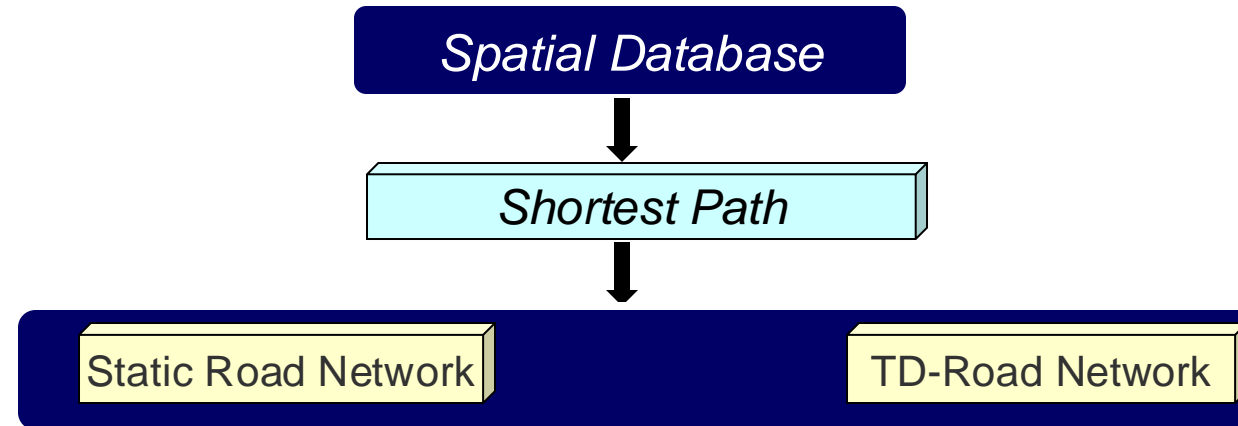 Spatial Database
Shortest Path
Static Road Network
TD-Road Network